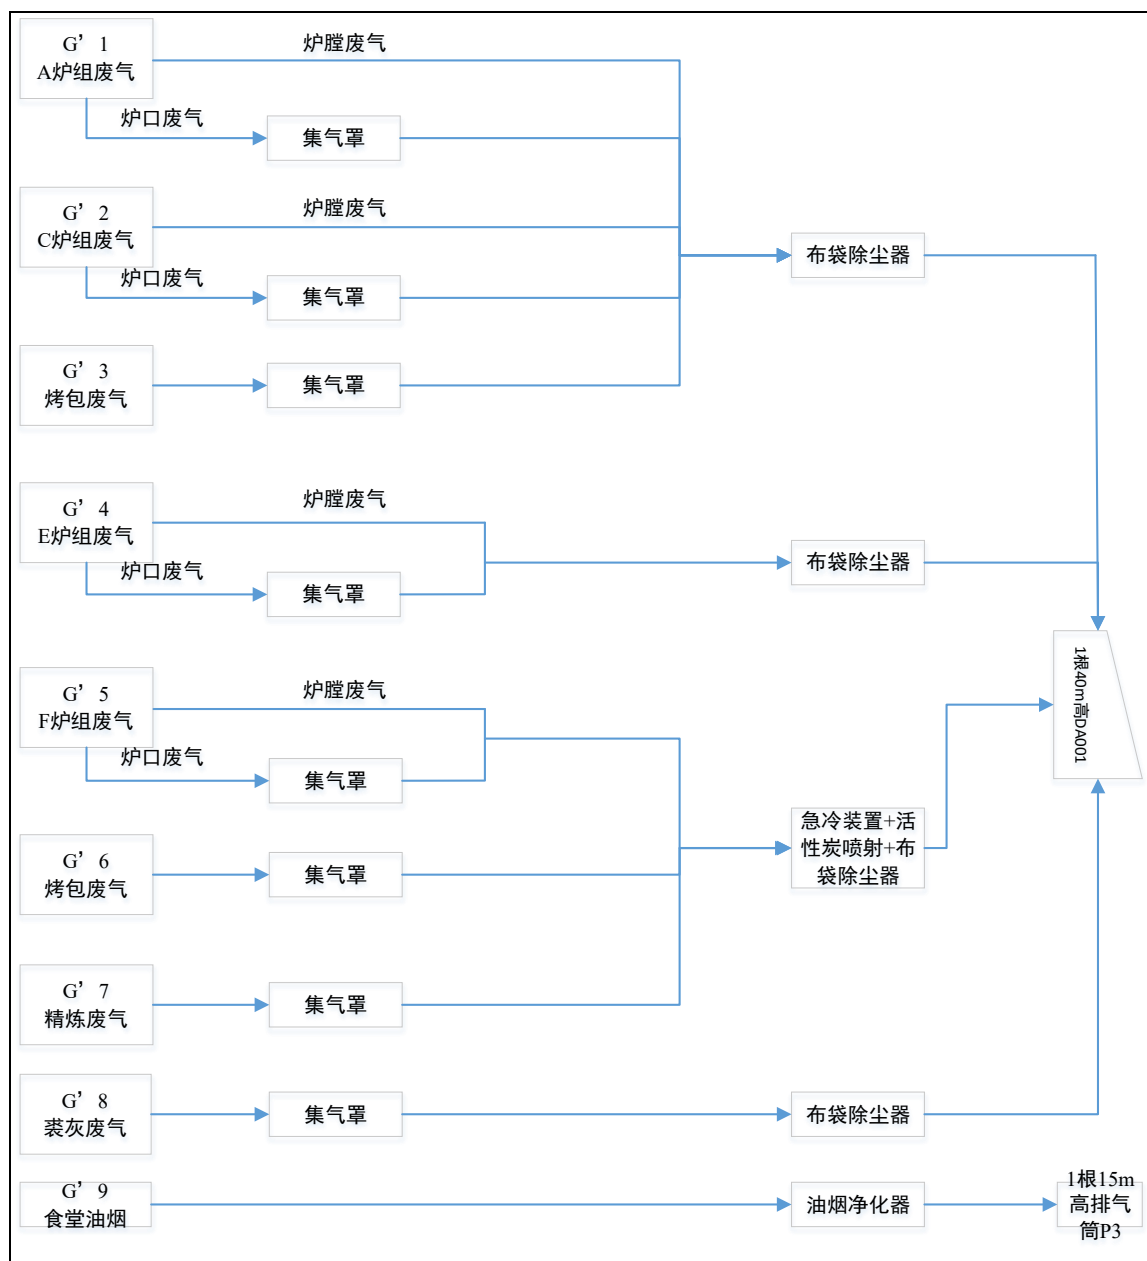 G’1
A炉组废气
炉膛废气
炉口废气
集气罩
G’2
C炉组废气
炉膛废气
炉口废气
集气罩
布袋除尘器
G’3
烤包废气
集气罩
G’4
E炉组废气
炉膛废气
炉口废气
集气罩
布袋除尘器
1根40m高DA001
G’5
F炉组废气
炉膛废气
炉口废气
集气罩
急冷装置+活
性炭喷射+布
袋除尘器
G’6
烤包废气
集气罩
G’7
精炼废气
集气罩
G’8
裘灰废气
集气罩
布袋除尘器
G’9
食堂油烟
油烟净化器
1根15m
高排气
筒P3